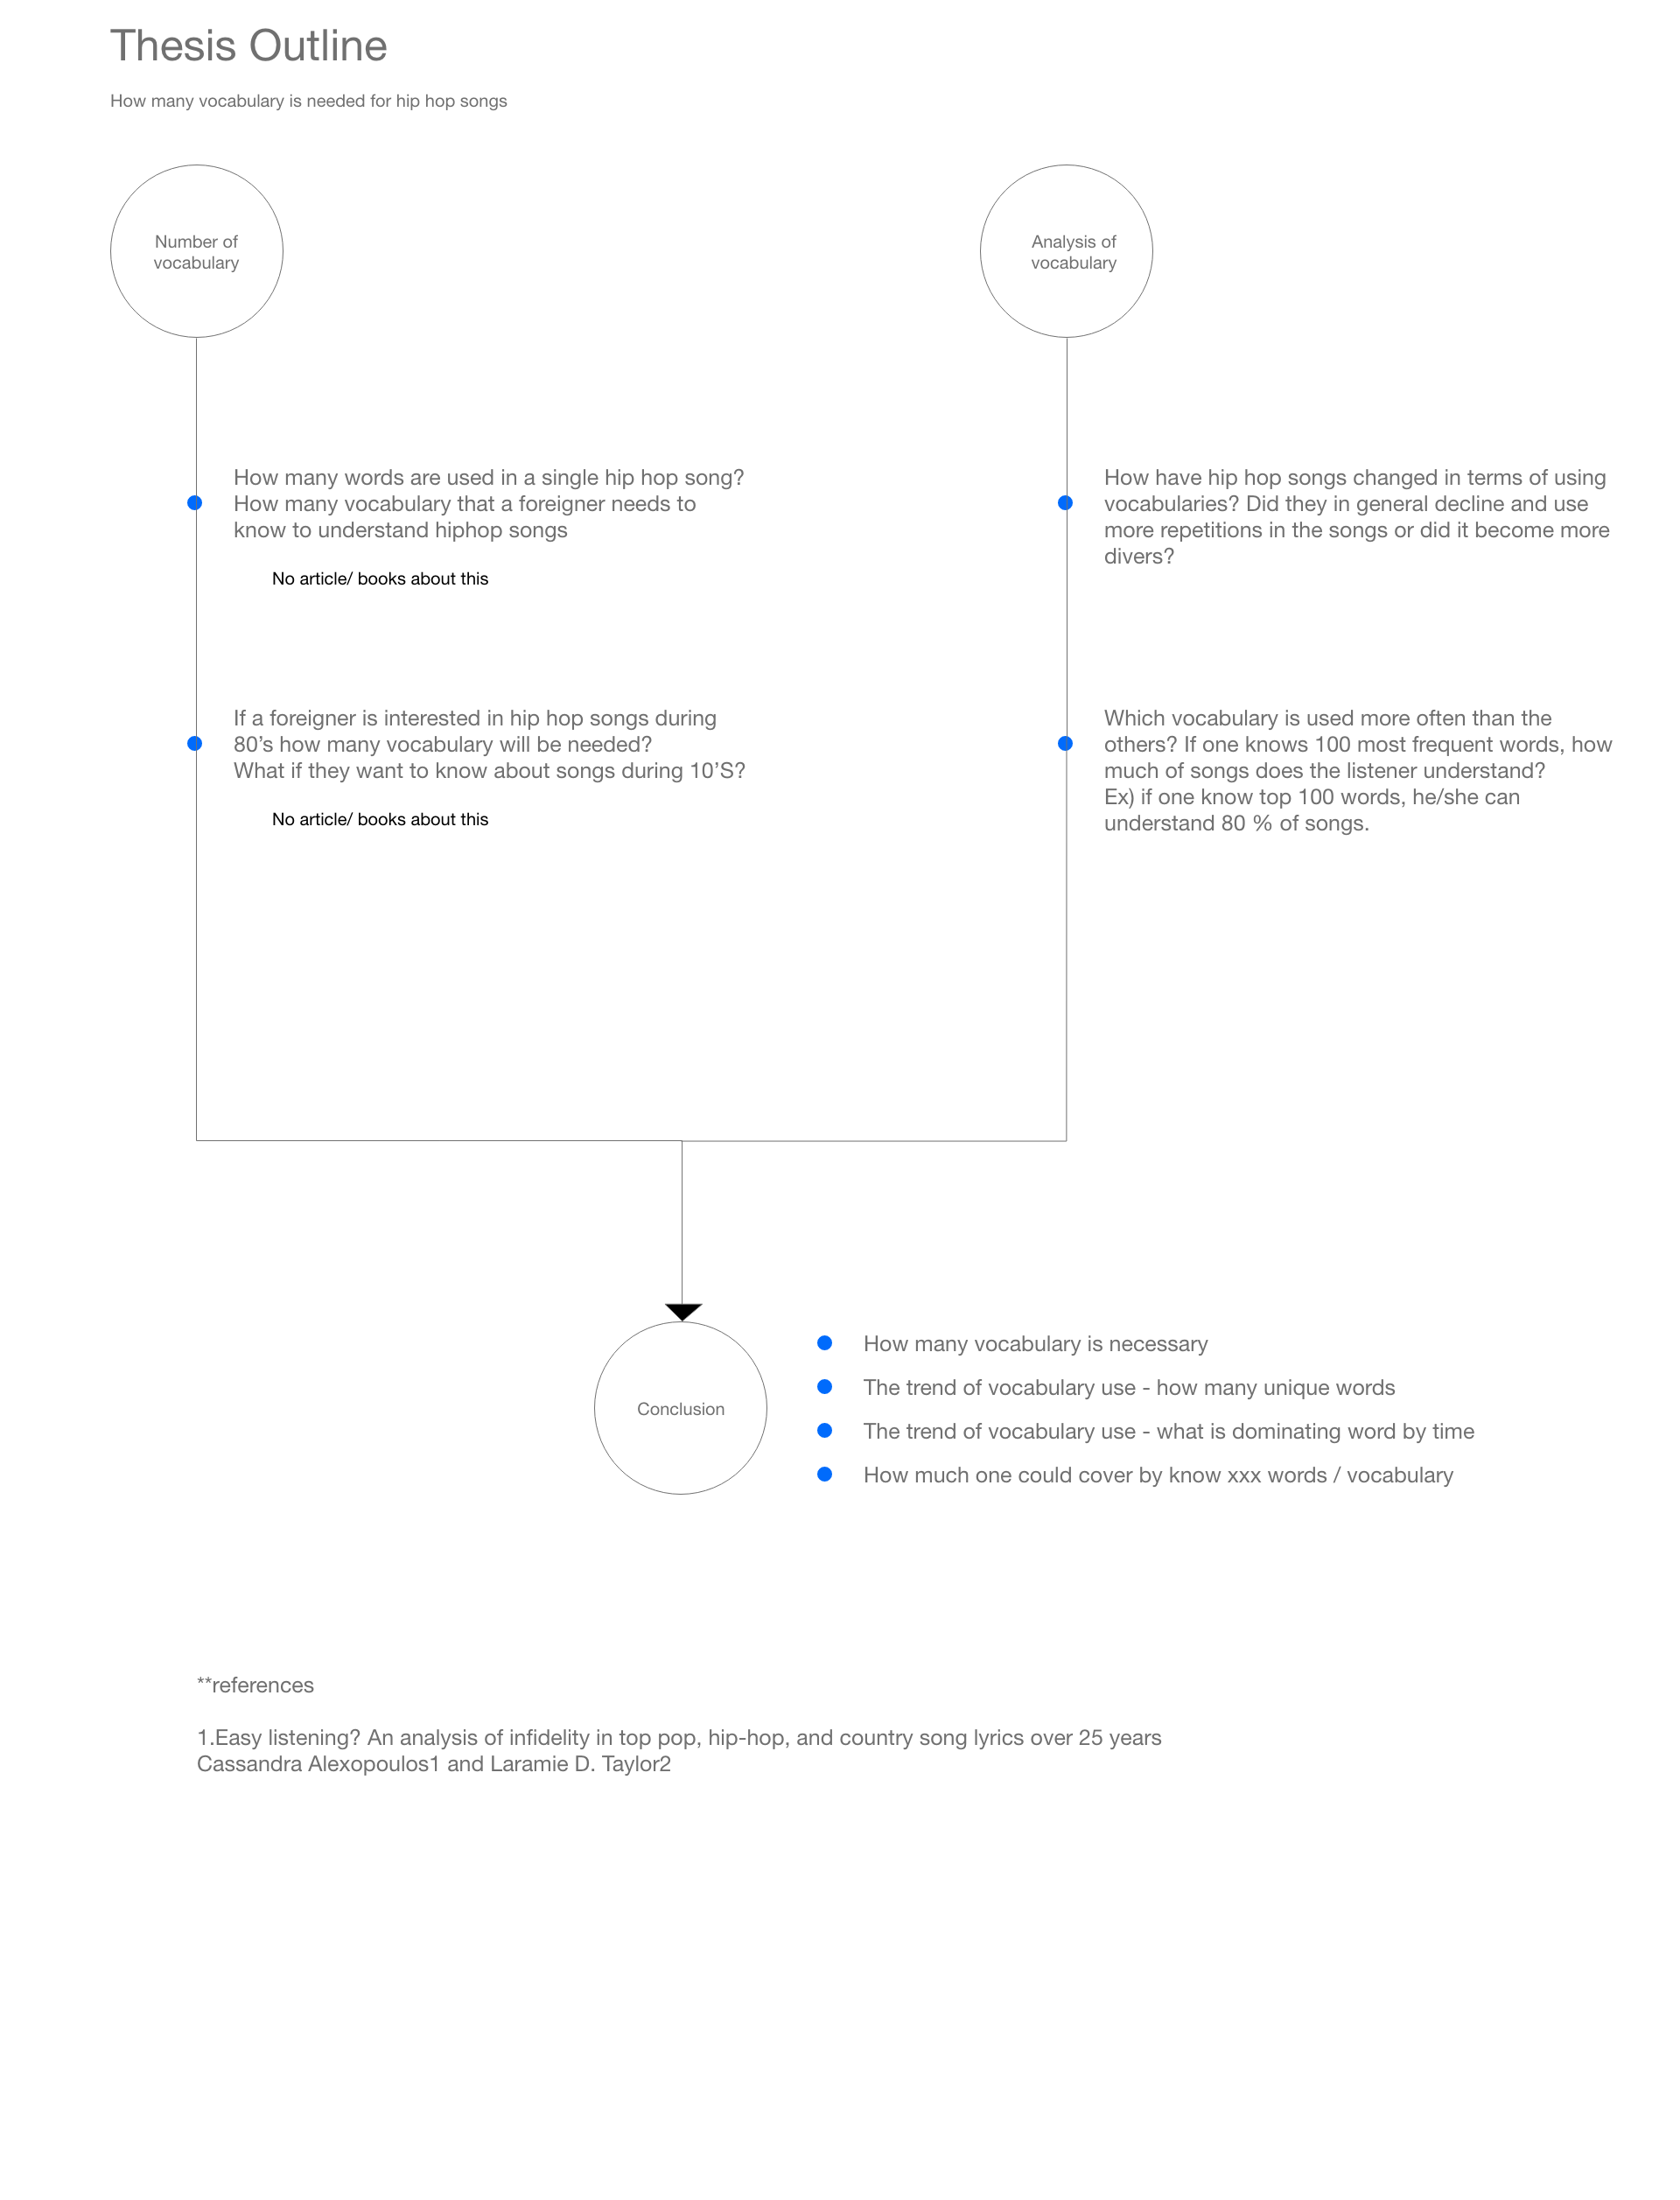 Thesis Outline
How many vocabulary is needed for hip hop songs
Number of
vocabulary
How many words are used in a single hip hop song?
How many vocabulary that a foreigner needs to
know to understand hiphop songs
No article/ books about this
If a foreigner is interested in hip hop songs during
80’s how many vocabulary will be needed?
What if they want to know about songs during 10’S?
No article/ books about this
Analysis of
vocabulary
How have hip hop songs changed in terms of using
vocabularies? Did they in general decline and use
more repetitions in the songs or did it become more
divers?
Which vocabulary is used more often than the
others? If one knows 100 most frequent words, how
much of songs does the listener understand?
Ex) if one know top 100 words, he/she can
understand 80 % of songs.
Conclusion
How many vocabulary is necessary
The trend of vocabulary use - how many unique words
The trend of vocabulary use - what is dominating word by time
How much one could cover by know xxx words / vocabulary
**references
1.Easy listening? An analysis of infidelity in top pop, hip-hop, and country song lyrics over 25 years
Cassandra Alexopoulos1 and Laramie D. Taylor2